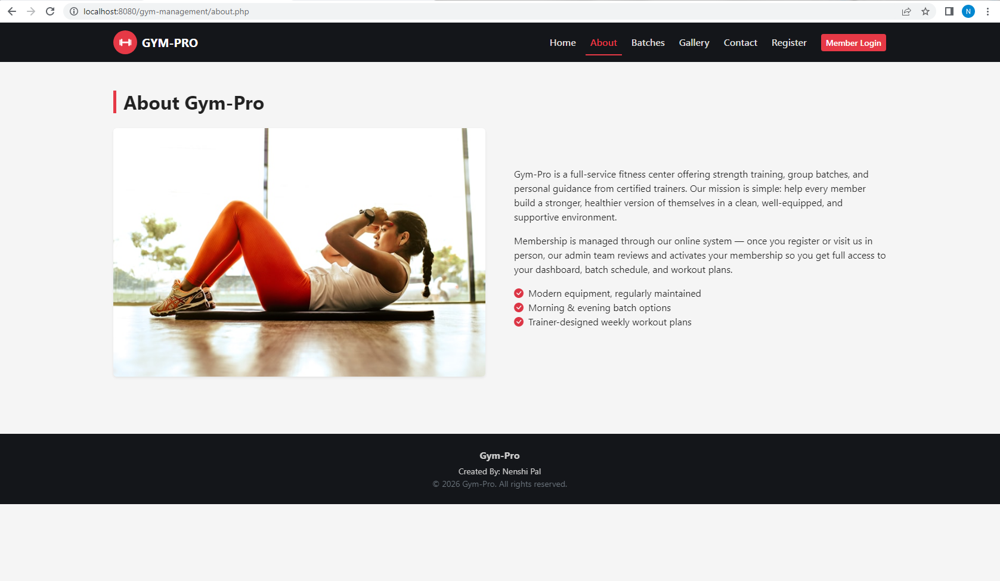 localhost:8080/gym-management/about.php
N
GYM-PRO
Home
About
Batches
Gallery
Contact
Register
Member Login
About Gym-Pro
Gym-Pro is a full-service fitness center offering strength training, group batches, and
personal guidance from certified trainers. Our mission is simple: help every member
build a stronger, healthier version of themselves in a clean, well-equipped, and
supportive environment.
Membership is managed through our online system — once you register or visit us in
person, our admin team reviews and activates your membership so you get full access to
your dashboard, batch schedule, and workout plans.
Modern equipment, regularly maintained
Morning & evening batch options
Trainer-designed weekly workout plans
Gym-Pro
Created By: Nenshi Pal
© 2026 Gym-Pro. All rights reserved.